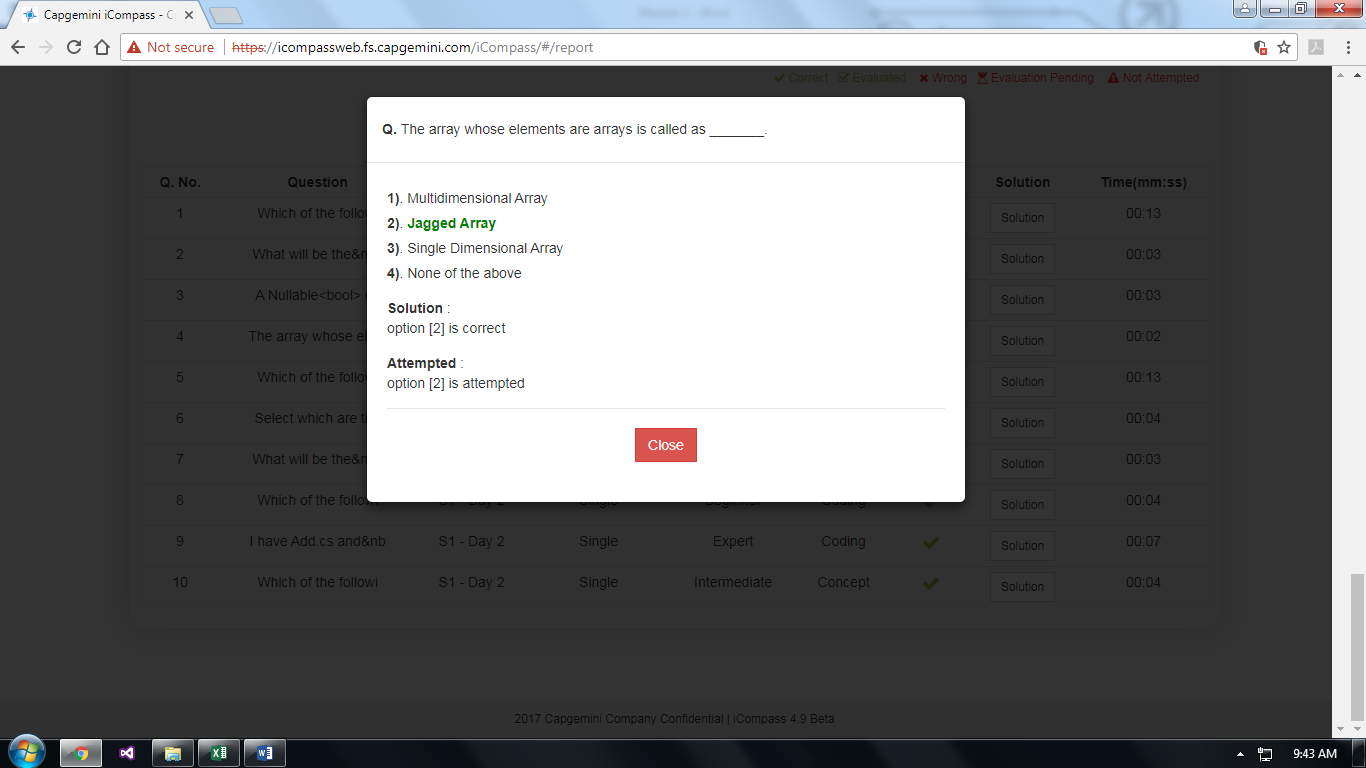 Capgemini iCompass - C
Not secure https://icompassweb.fs.capgemini.com/iCompass/#/report
Correct Evaluated Wrong Evaluation Pending Not Attempted
Q. The array whose elements are arrays is called as _______.
1). Multidimensional Array
2). Jagged Array
3). Single Dimensional Array
4). None of the above
Solution :
option [2] is correct
Attempted :
option [2] is attempted
Close
Q. No. Question Solution Time(mm:ss)
1 Which of the follo Solution 00:13
2 What will be the&n Solution 00:03
3 A Nullable<bool> Solution 00:03
4 The array whose el Solution 00:02
5 Which of the follo Solution 00:13
6 Select which are t Solution 00:04
7 What will be the&n Solution 00:03
8 Which of the followi S1 - Day 2 Single Beginner Coding Solution 00:04
9 I have Add.cs and&nb S1 - Day 2 Single Expert Coding Solution 00:07
10 Which of the followi S1 - Day 2 Single Intermediate Concept Solution 00:04
2017 Capgemini Company Confidential | iCompass 4.9 Beta
9:43 AM